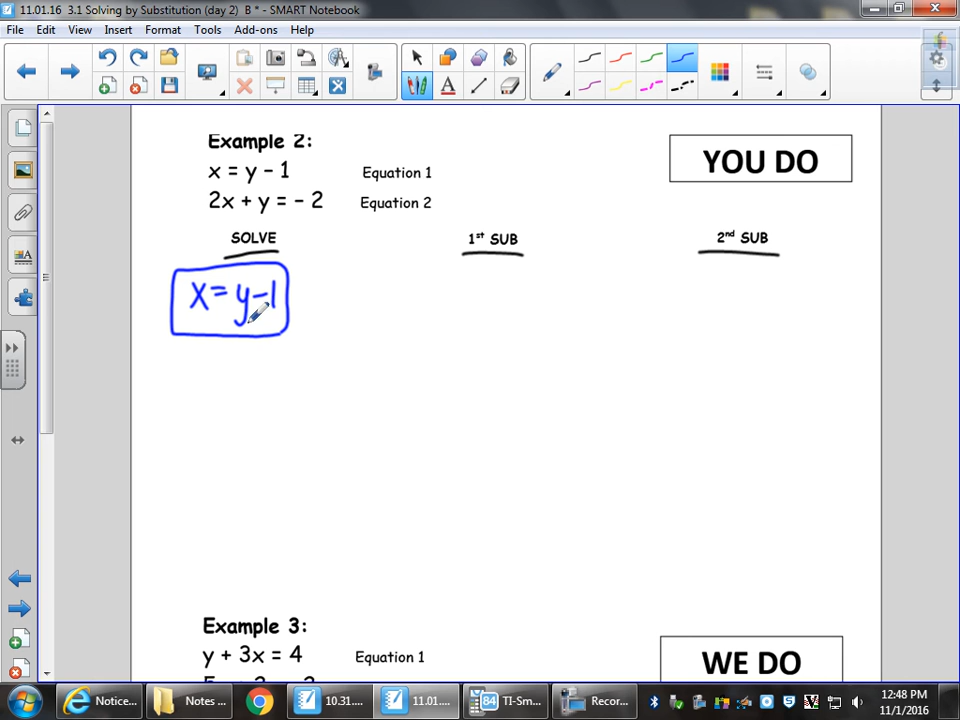 11.01.16 3.1 Solving by Substitution (day 2) B * - SMART Notebook
File Edit View Insert Format Tools Add-ons Help
Example 2:
YOU DO
x = y – 1 Equation 1
2x + y = – 2 Equation 2
SOLVE 1st SUB 2nd SUB
x = y – 1
Example 3:
y + 3x = 4 Equation 1
WE DO
Notice... Notes ... 10.31.... 11.01.... 84 TI-Sm... Recor...
12:48 PM
11/1/2016